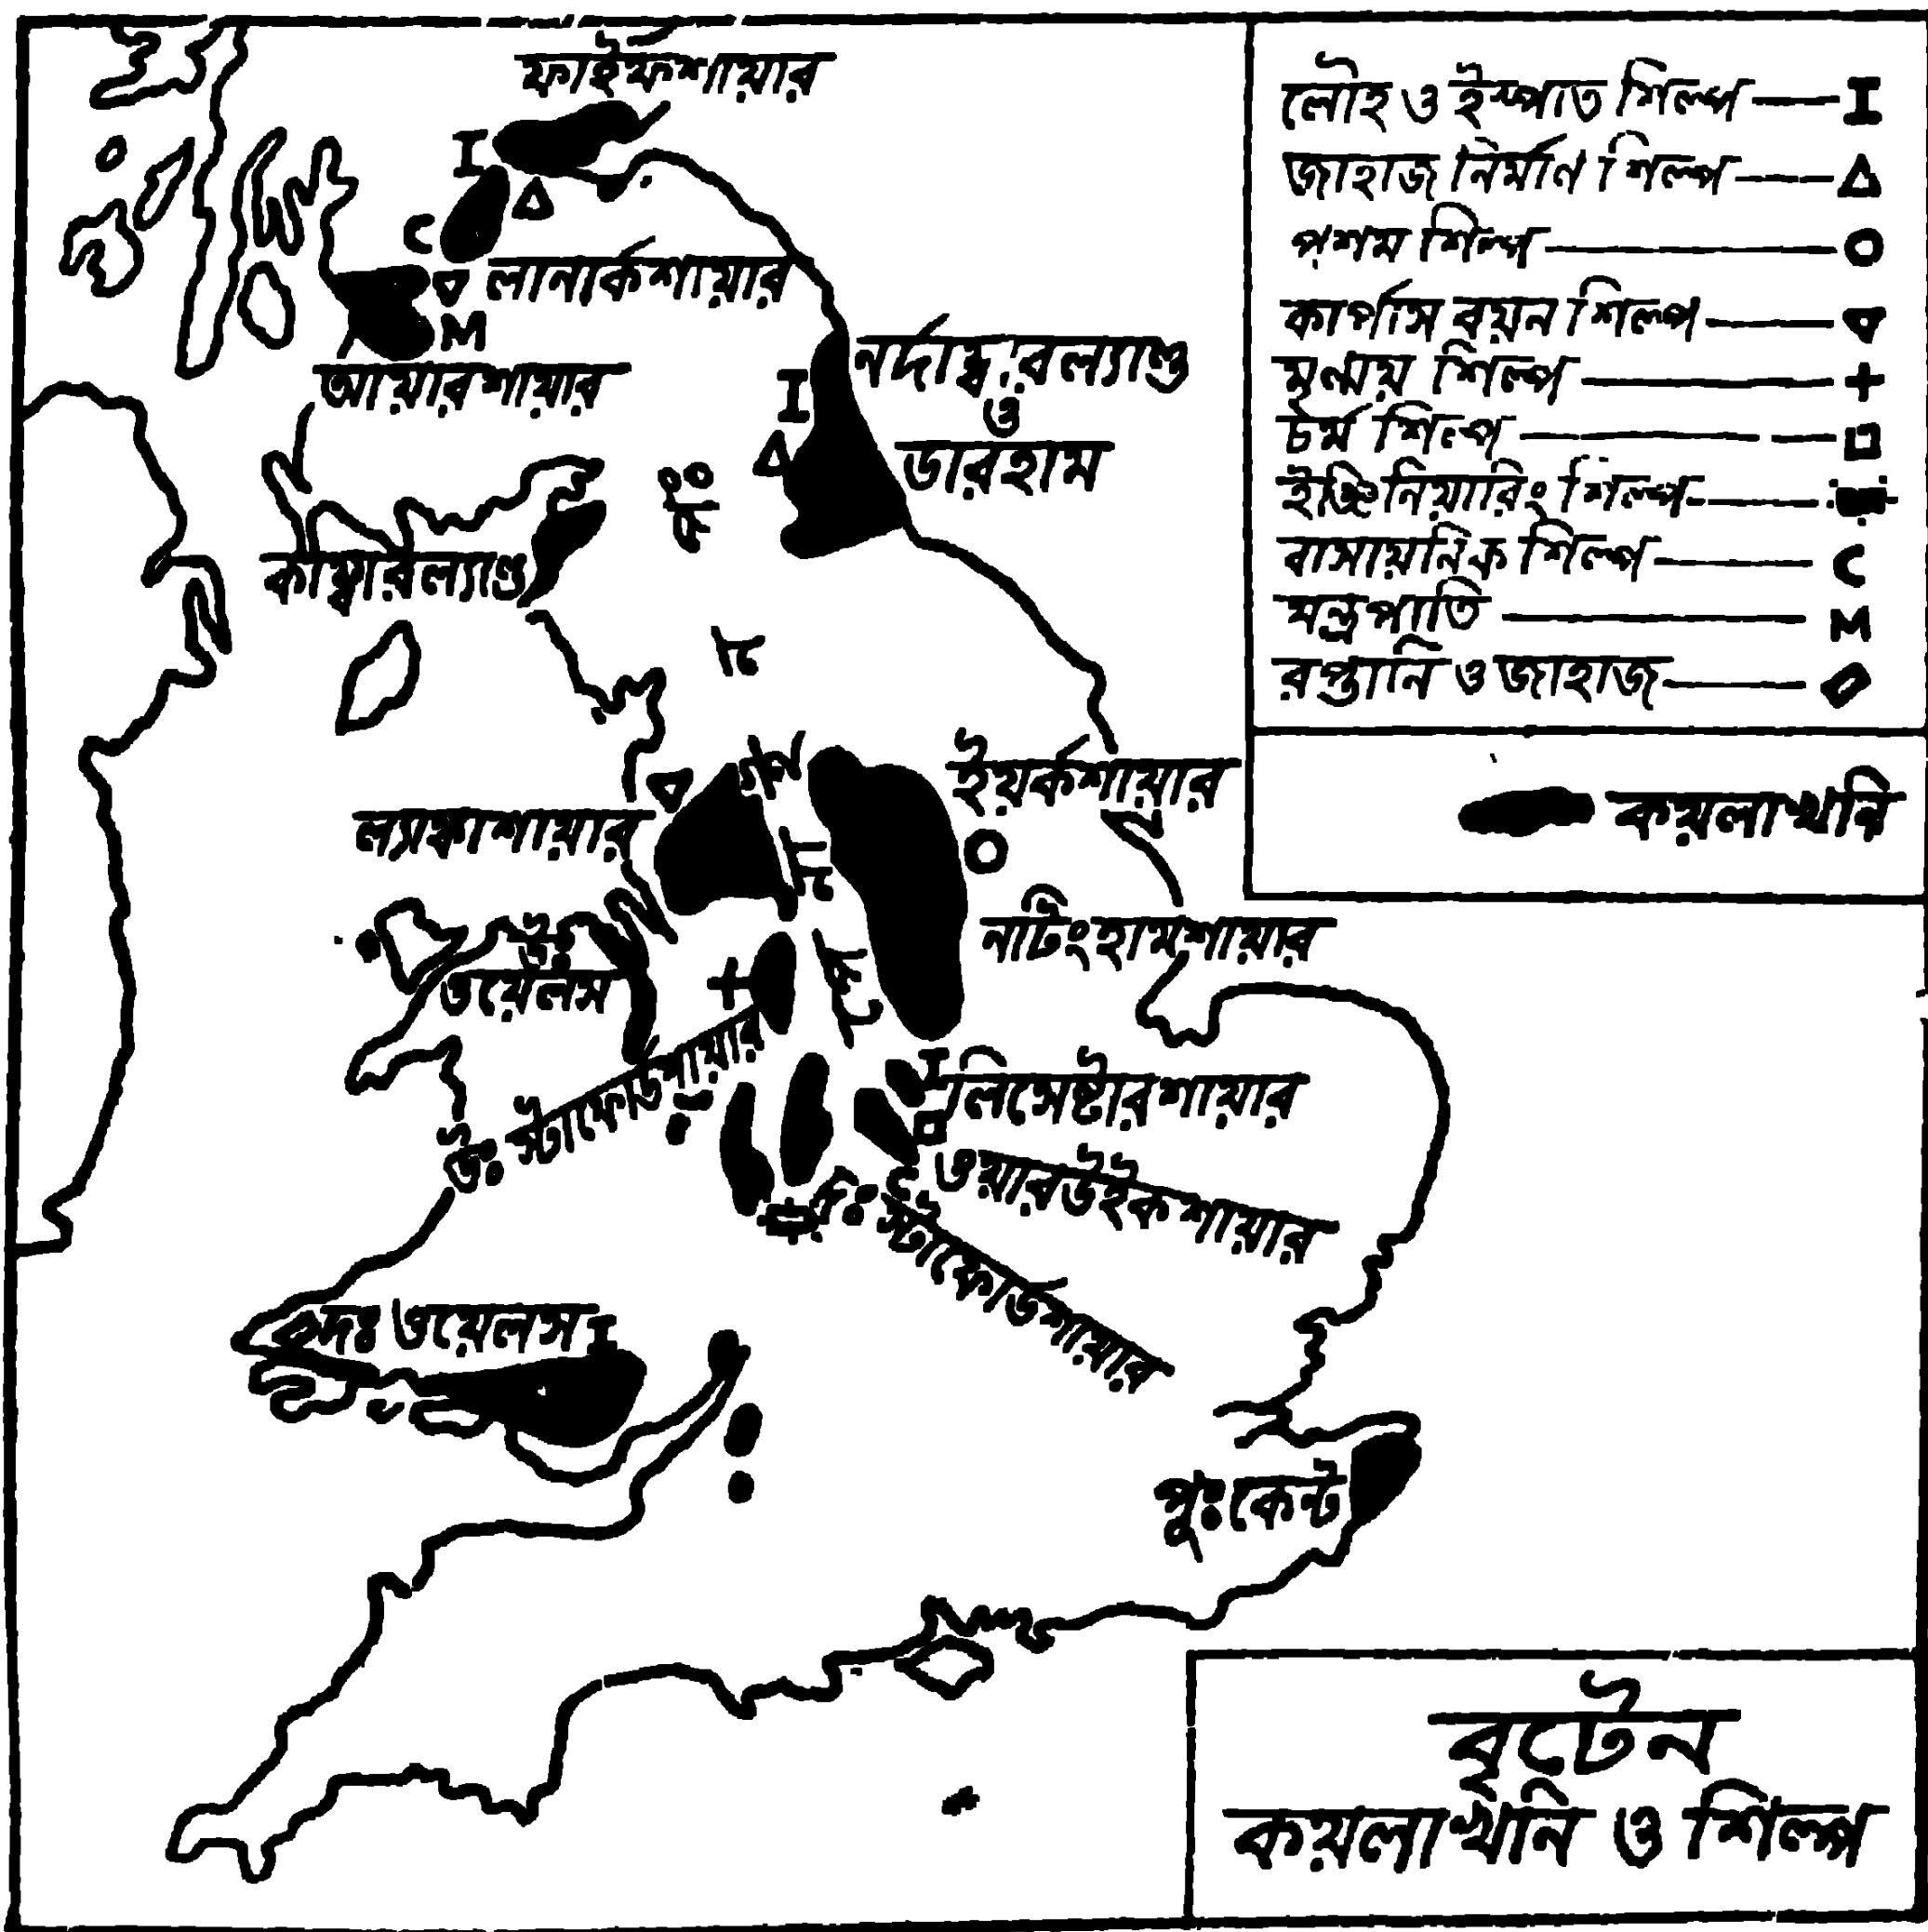 ফাইফশায়ার
লৌহ ও ইস্পাত শিল্প — I
জাহাজ নির্মাণ শিল্প — Δ
পশম শিল্প — O
কার্পাস বয়ন শিল্প — ∇
মৃন্ময় শিল্প — +
চর্ম শিল্প — □
ইঞ্জিনিয়ারিং শিল্প —
রাসায়নিক শিল্প — C
যন্ত্রপাতি — M
রপ্তানি ও জাহাজ —
কয়লাখনি
I
Δ
C
∇ লানার্কশায়ার
M
আয়ারশায়ার
নর্দাম্বারল্যাণ্ড
ও
ডারহাম
I
Δ
কাম্বারল্যাণ্ড
ইয়র্কশায়ার
O
∇
ল্যাঙ্কাশায়ার
নটিংহামশায়ার
উঃ
ওয়েলস
+
উঃ স্টাফোর্ডশায়ার
I
লিসেষ্টারশায়ার
□
ওয়ারউইকশায়ার
দঃ স্টাফোর্ডশায়ার
দঃ ওয়েলস I
পূঃ কেন্ট
বৃটেন
কয়লাখনি ও শিল্প